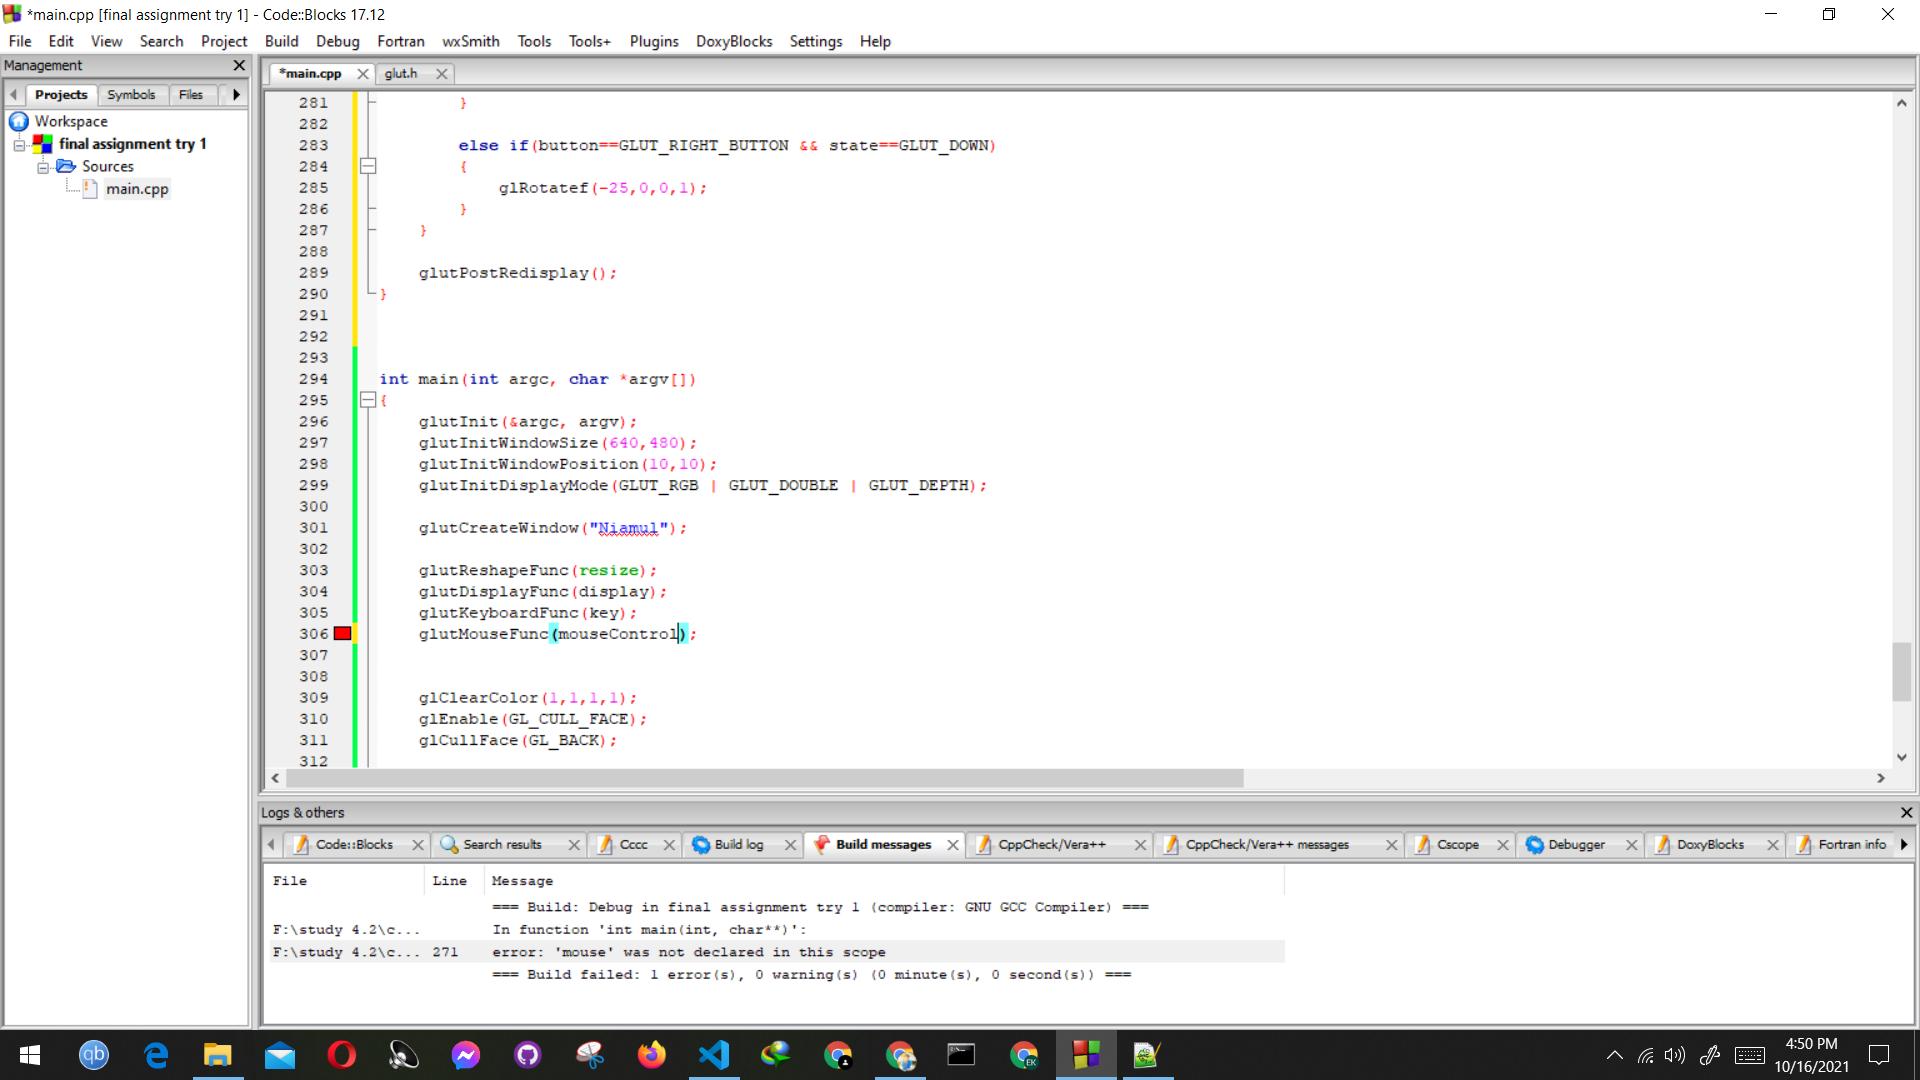 *main.cpp [final assignment try 1] - Code::Blocks 17.12
File Edit View Search Project Build Debug Fortran wxSmith Tools Tools+ Plugins DoxyBlocks Settings Help
Management
Projects Symbols Files
Workspace
final assignment try 1
Sources
main.cpp
*main.cpp glut.h
281 }
282
283 else if(button==GLUT_RIGHT_BUTTON && state==GLUT_DOWN)
284 {
285 glRotatef(-25,0,0,1);
286 }
287 }
288
289 glutPostRedisplay();
290 }
291
292
293
294 int main(int argc, char *argv[])
295 {
296 glutInit(&argc, argv);
297 glutInitWindowSize(640,480);
298 glutInitWindowPosition(10,10);
299 glutInitDisplayMode(GLUT_RGB | GLUT_DOUBLE | GLUT_DEPTH);
300
301 glutCreateWindow("Niamul");
302
303 glutReshapeFunc(resize);
304 glutDisplayFunc(display);
305 glutKeyboardFunc(key);
306 glutMouseFunc(mouseControl);
307
308
309 glClearColor(1,1,1,1);
310 glEnable(GL_CULL_FACE);
311 glCullFace(GL_BACK);
312
Logs & others
Code::Blocks Search results Cccc Build log Build messages CppCheck/Vera++ CppCheck/Vera++ messages Cscope Debugger DoxyBlocks Fortran info
File Line Message
=== Build: Debug in final assignment try 1 (compiler: GNU GCC Compiler) ===
F:\study 4.2\c... In function 'int main(int, char**)':
F:\study 4.2\c... 271 error: 'mouse' was not declared in this scope
=== Build failed: 1 error(s), 0 warning(s) (0 minute(s), 0 second(s)) ===
qb
EK
4:50 PM
10/16/2021